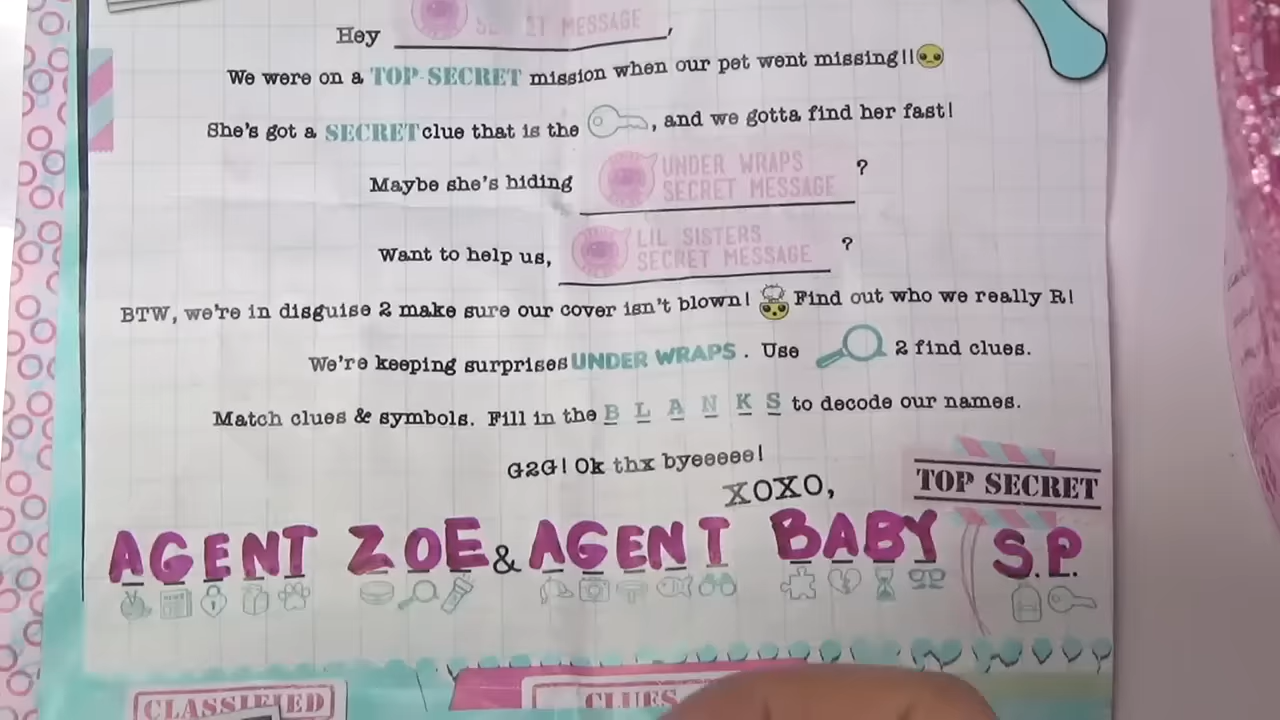 Hey SECRET MESSAGE,
We were on a TOP-SECRET mission when our pet went missing!!
She's got a SECRET clue that is the , and we gotta find her fast!
Maybe she's hiding UNDER WRAPS SECRET MESSAGE ?
Want to help us, LIL SISTERS SECRET MESSAGE ?
BTW, we're in disguise 2 make sure our cover isn't blown! Find out who we really R!
We're keeping surprises UNDER WRAPS. Use 2 find clues.
Match clues & symbols. Fill in the B L A N K S to decode our names.
G2G! Ok thx byeeeee!
XOXO,
TOP SECRET
AGENT ZOE & AGENT BABY S.P.
NEWS
CLASSIFIED
CLUES